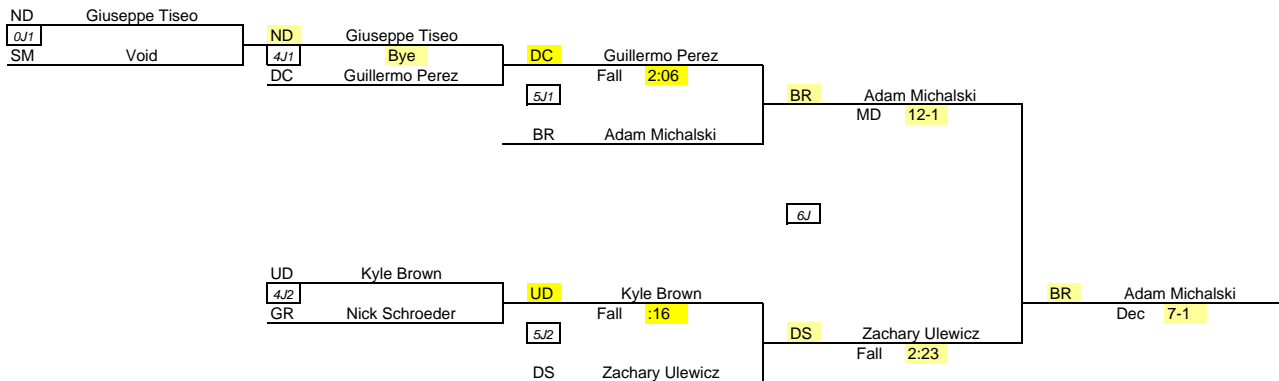 ND Giuseppe Tiseo
0J1
SM Void
ND Giuseppe Tiseo
4J1 Bye
DC Guillermo Perez
DC Guillermo Perez
Fall 2:06
5J1
BR Adam Michalski
BR Adam Michalski
MD 12-1
6J
UD Kyle Brown
4J2
GR Nick Schroeder
UD Kyle Brown
Fall :16
5J2
DS Zachary Ulewicz
DS Zachary Ulewicz
Fall 2:23
BR Adam Michalski
Dec 7-1